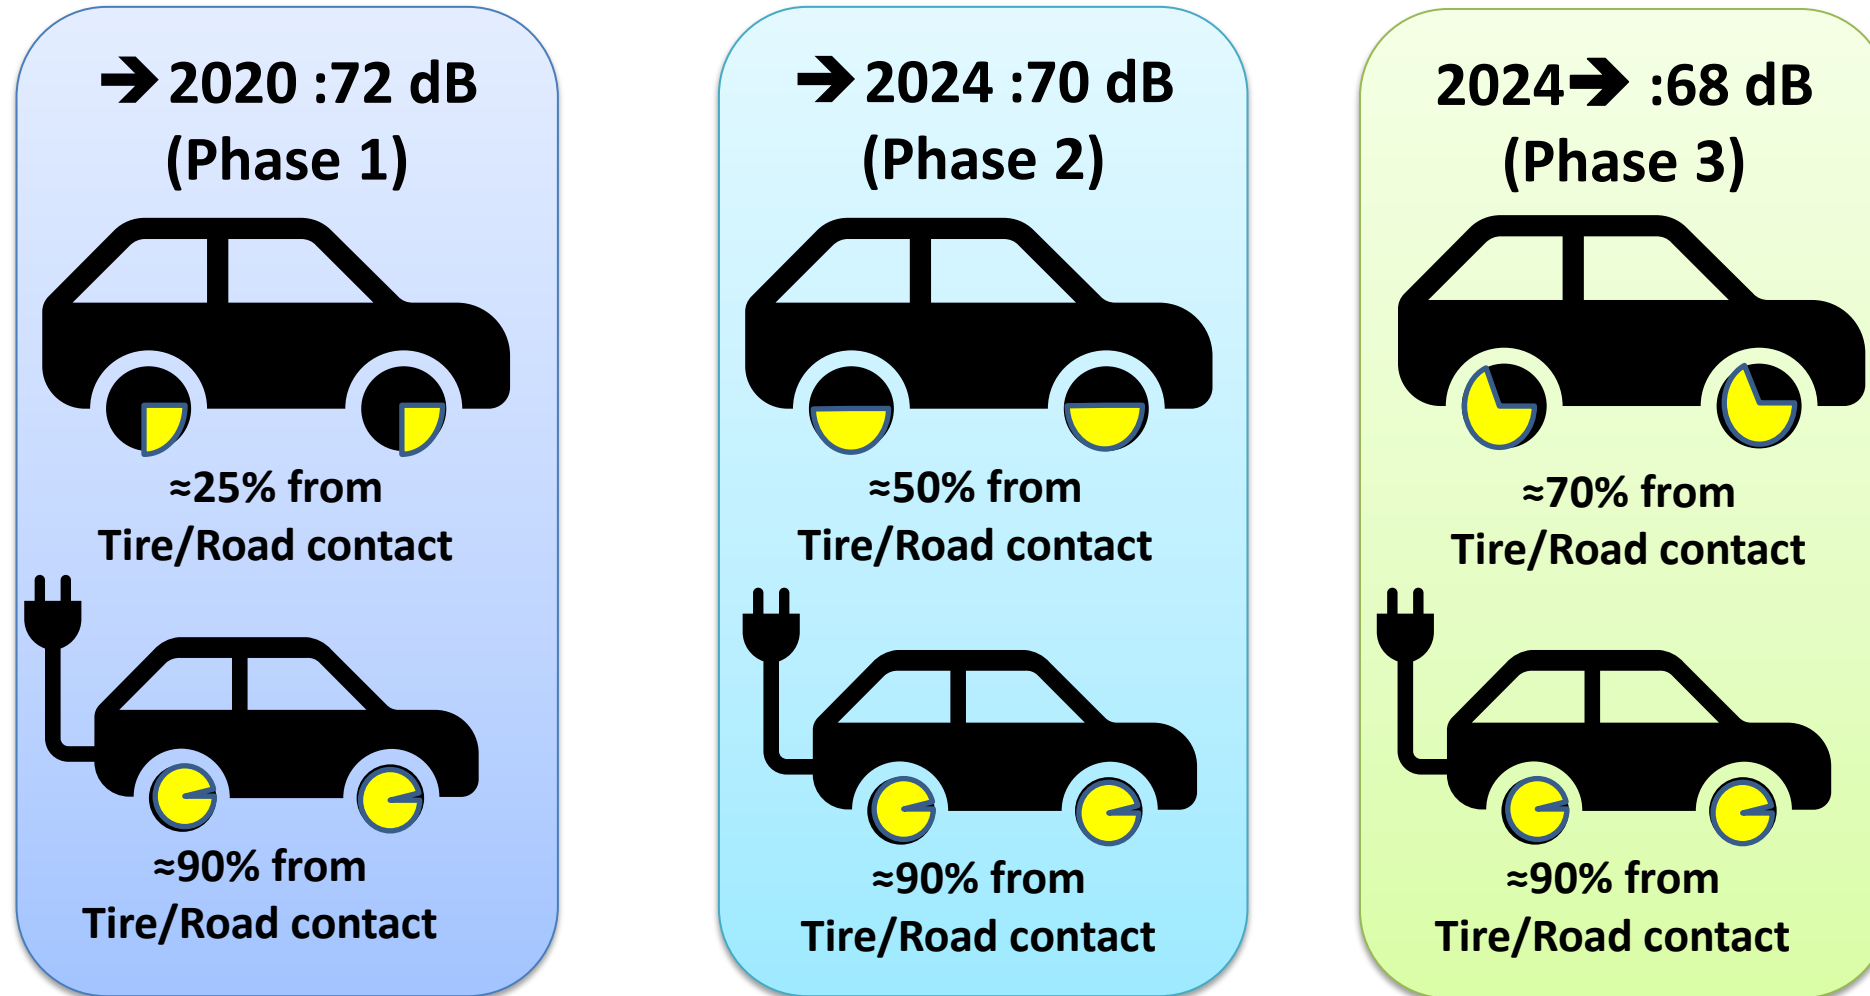 ➔ 2020 :72 dB
(Phase 1)
≈25% from
Tire/Road contact
≈90% from
Tire/Road contact
➔ 2024 :70 dB
(Phase 2)
≈50% from
Tire/Road contact
≈90% from
Tire/Road contact
2024➔ :68 dB
(Phase 3)
≈70% from
Tire/Road contact
≈90% from
Tire/Road contact